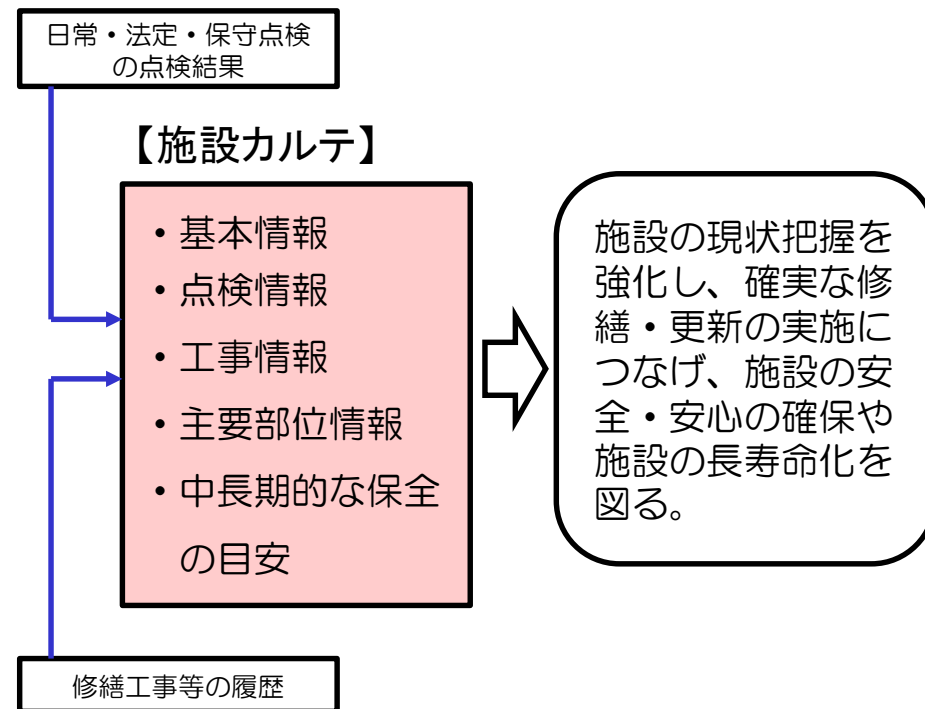 日常・法定・保守点検
の点検結果
【施設カルテ】
・基本情報
・点検情報
・工事情報
・主要部位情報
・中長期的な保全
の目安
施設の現状把握を
強化し、確実な修
繕・更新の実施に
つなげ、施設の安
全・安心の確保や
施設の長寿命化を
図る。
修繕工事等の履歴